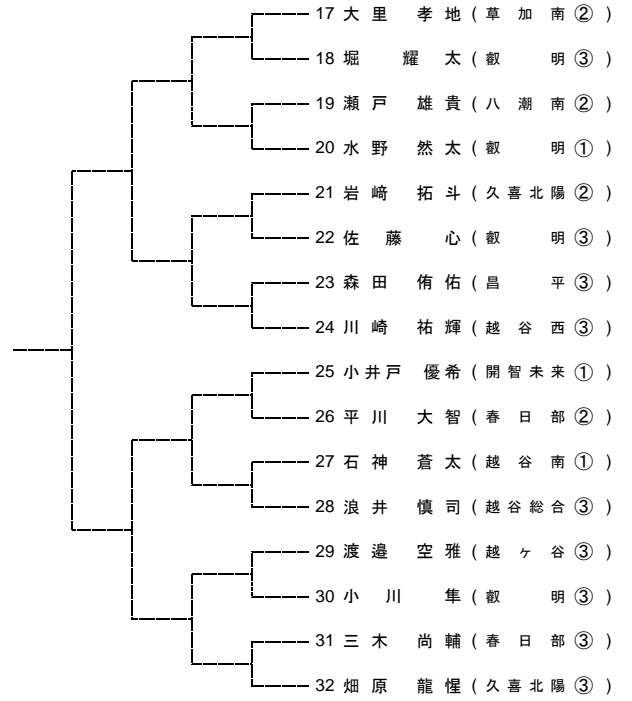 17 大里 孝地 ( 草加南 ② )
18 堀 耀太 ( 叡明 ③ )
19 瀬戸 雄貴 ( 八潮南 ② )
20 水野 然太 ( 叡明 ① )
21 岩﨑 拓斗 ( 久喜北陽 ② )
22 佐藤 心 ( 叡明 ③ )
23 森田 侑佑 ( 昌平 ③ )
24 川崎 祐輝 ( 越谷西 ③ )
25 小井戸 優希 ( 開智未来 ① )
26 平川 大智 ( 春日部 ② )
27 石神 蒼太 ( 越谷南 ① )
28 浪井 慎司 ( 越谷総合 ③ )
29 渡邉 空雅 ( 越ヶ谷 ③ )
30 小川 隼 ( 叡明 ③ )
31 三木 尚輔 ( 春日部 ③ )
32 畑原 龍惺 ( 久喜北陽 ③ )